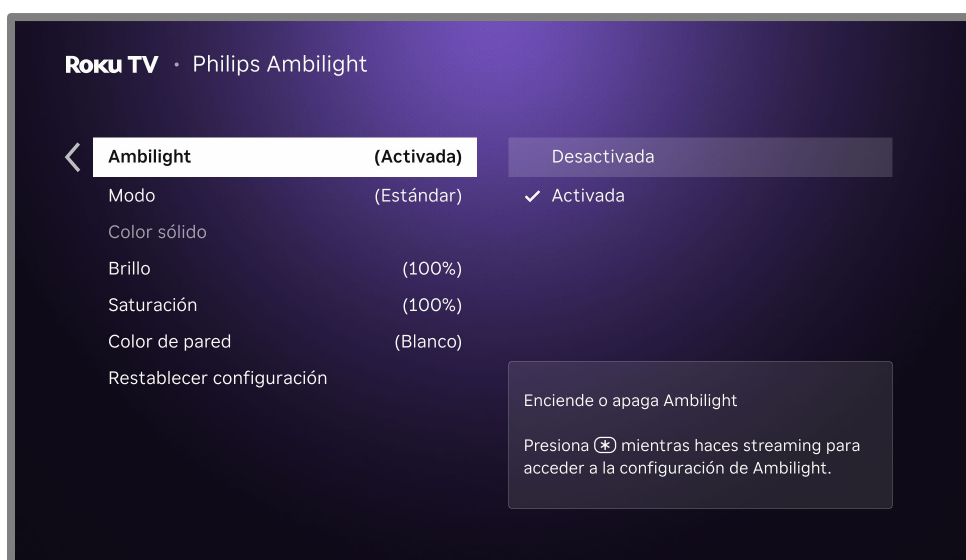 Roku TV • Philips Ambilight
Ambilight (Activada)
Modo (Estándar)
Color sólido
Brillo (100%)
Saturación (100%)
Color de pared (Blanco)
Restablecer configuración
Desactivada
✓ Activada
Enciende o apaga Ambilight
Presiona ✱ mientras haces streaming para
acceder a la configuración de Ambilight.